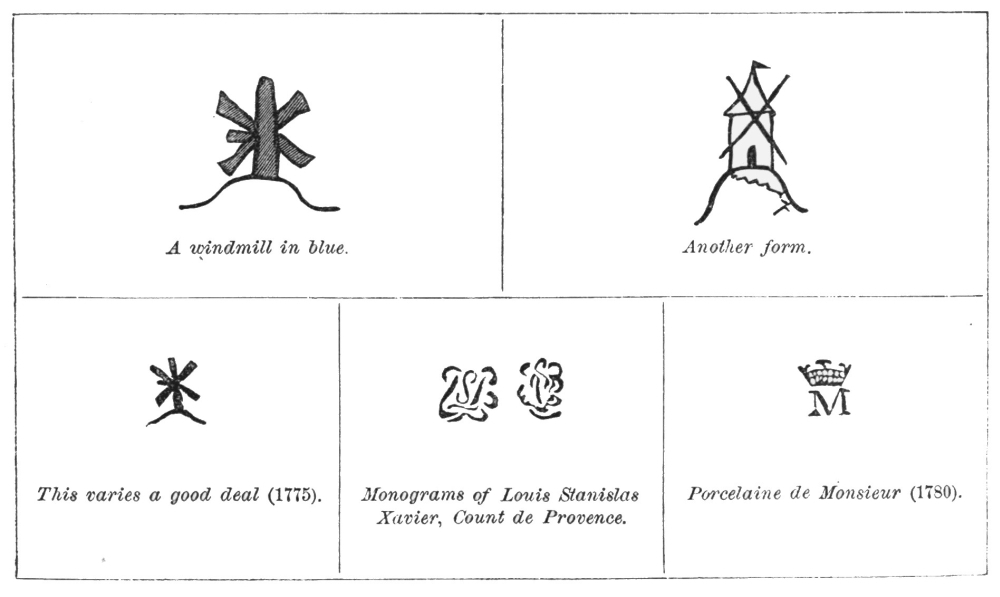 A windmill in blue.
Another form.
M
This varies a good deal (1775).
Monograms of Louis Stanislas
Xavier, Count de Provence.
Porcelaine de Monsieur (1780).